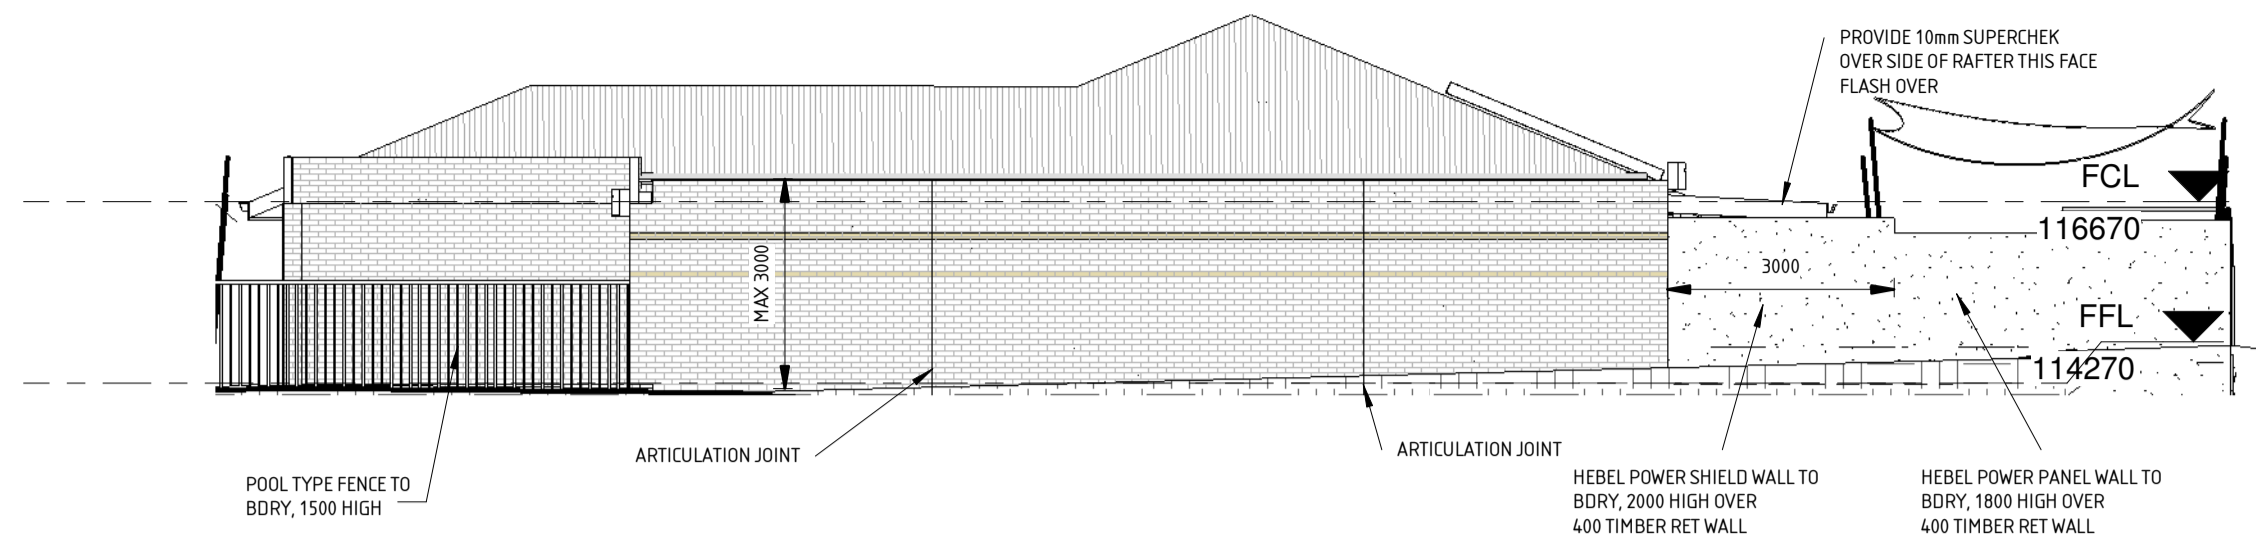 PROVIDE 10mm SUPERCHEK
OVER SIDE OF RAFTER THIS FACE
FLASH OVER
FCL
116670
MAX 3000
3000
FFL
114270
ARTICULATION JOINT
ARTICULATION JOINT
POOL TYPE FENCE TO
BDRY, 1500 HIGH
HEBEL POWER SHIELD WALL TO
BDRY, 2000 HIGH OVER
400 TIMBER RET WALL
HEBEL POWER PANEL WALL TO
BDRY, 1800 HIGH OVER
400 TIMBER RET WALL